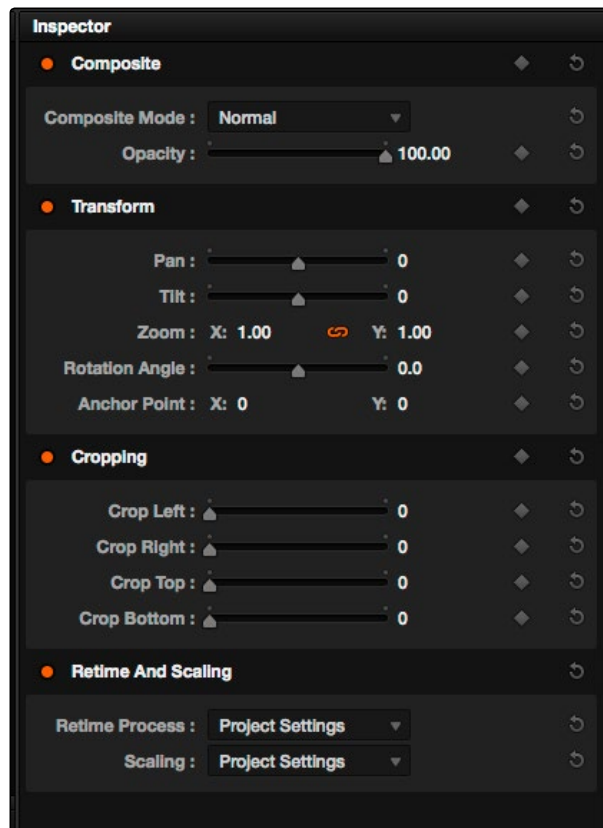 Inspector
Composite
Composite Mode : Normal
Opacity : 100.00
Transform
Pan : 0
Tilt : 0
Zoom : X: 1.00 Y: 1.00
Rotation Angle : 0.0
Anchor Point : X: 0 Y: 0
Cropping
Crop Left : 0
Crop Right : 0
Crop Top : 0
Crop Bottom : 0
Retime And Scaling
Retime Process : Project Settings
Scaling : Project Settings